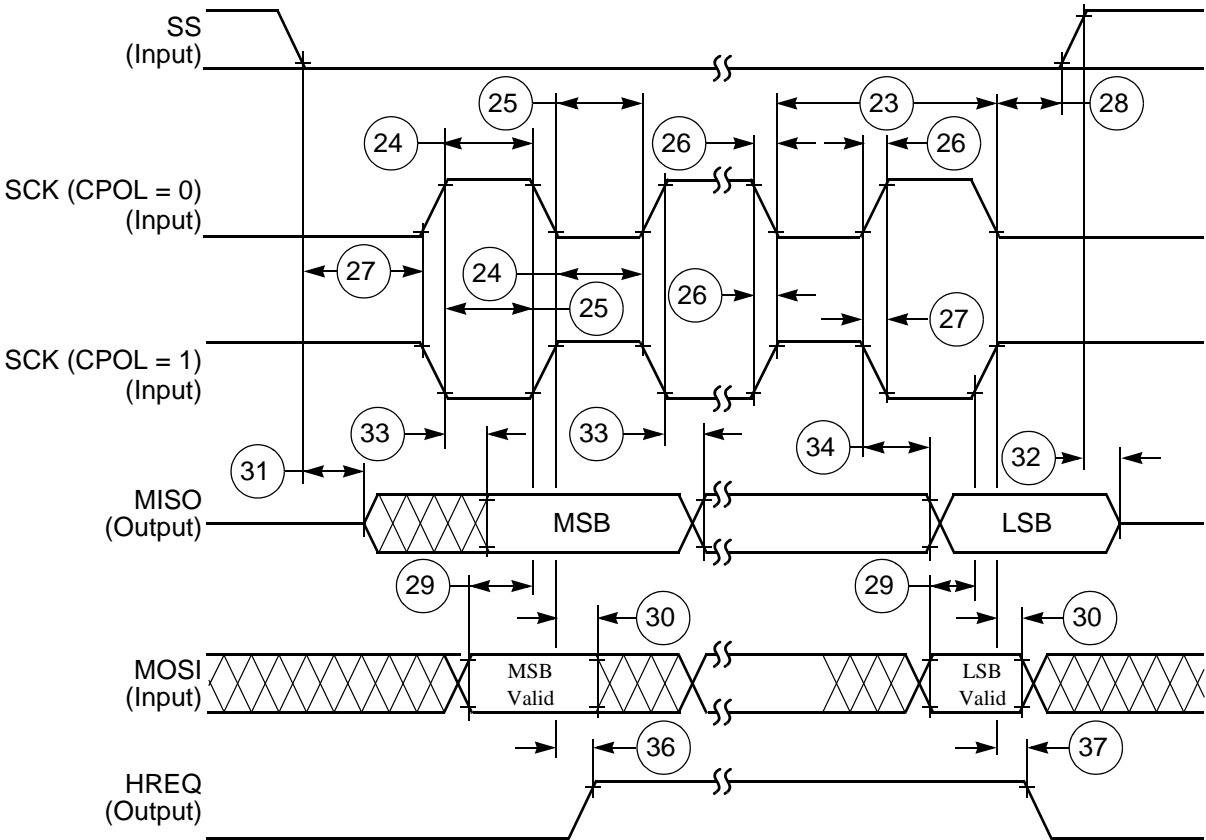 SS
(Input)
25
23
28
24
26
26
SCK (CPOL = 0)
(Input)
27
24
26
25
27
SCK (CPOL = 1)
(Input)
33
33
34
31
32
MISO
(Output)
MSB
LSB
29
29
30
30
MOSI
(Input)
MSB
Valid
LSB
Valid
36
37
HREQ
(Output)